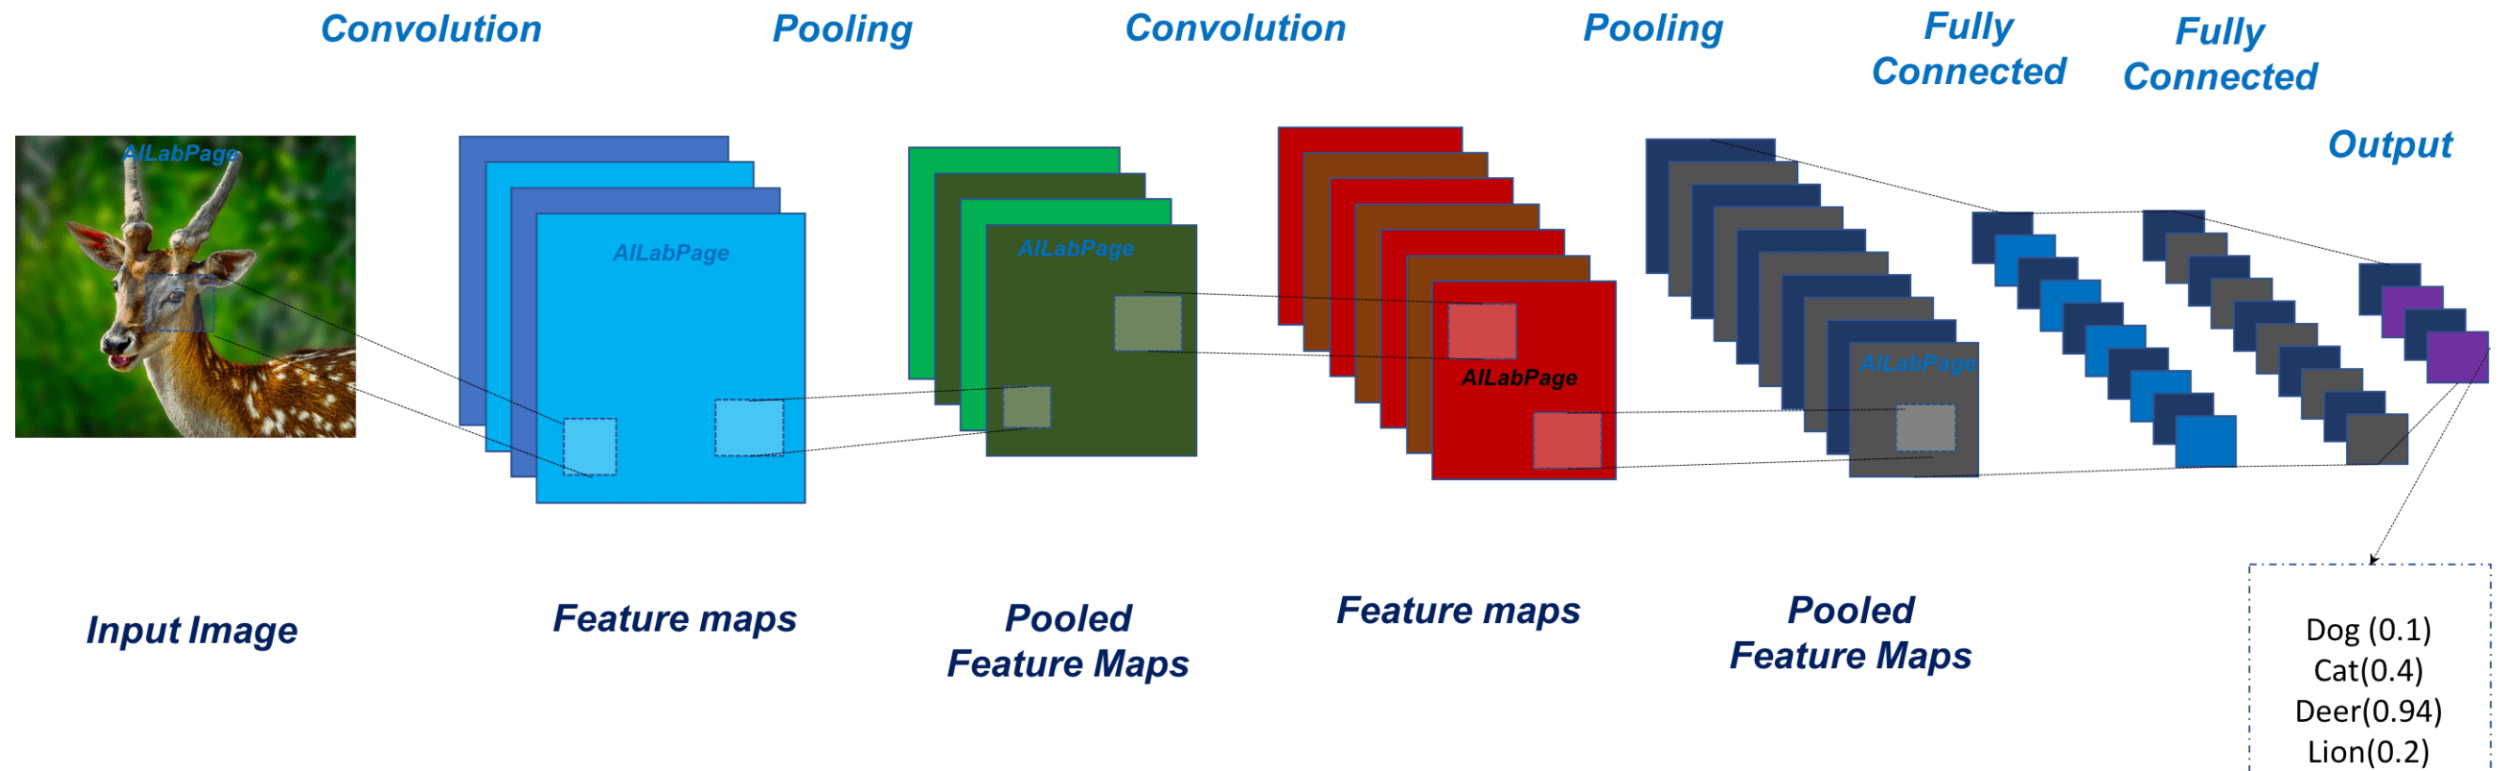 Convolution
Pooling
Convolution
Pooling
Fully
Connected
Fully
Connected
Output
AILabPage
AILabPage
AILabPage
AILabPage
AILabPage
Input Image
Feature maps
Pooled
Feature Maps
Feature maps
Pooled
Feature Maps
Dog (0.1)
Cat(0.4)
Deer(0.94)
Lion(0.2)